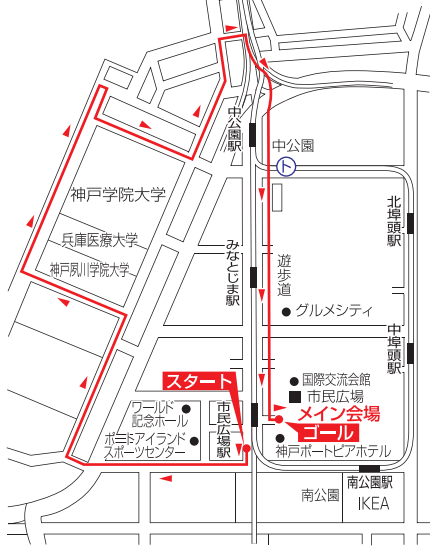 中公園駅
中公園
ト
神戸学院大学
兵庫医療大学
神戸夙川学院大学
みなとじま駅
遊歩道
北埠頭駅
グルメシティ
中埠頭駅
スタート
国際交流会館
市民広場
メイン会場
ゴール
ワールド
記念ホール
市民広場駅
ポートアイランド
スポーツセンター
神戸ポートピアホテル
南公園駅
南公園
IKEA